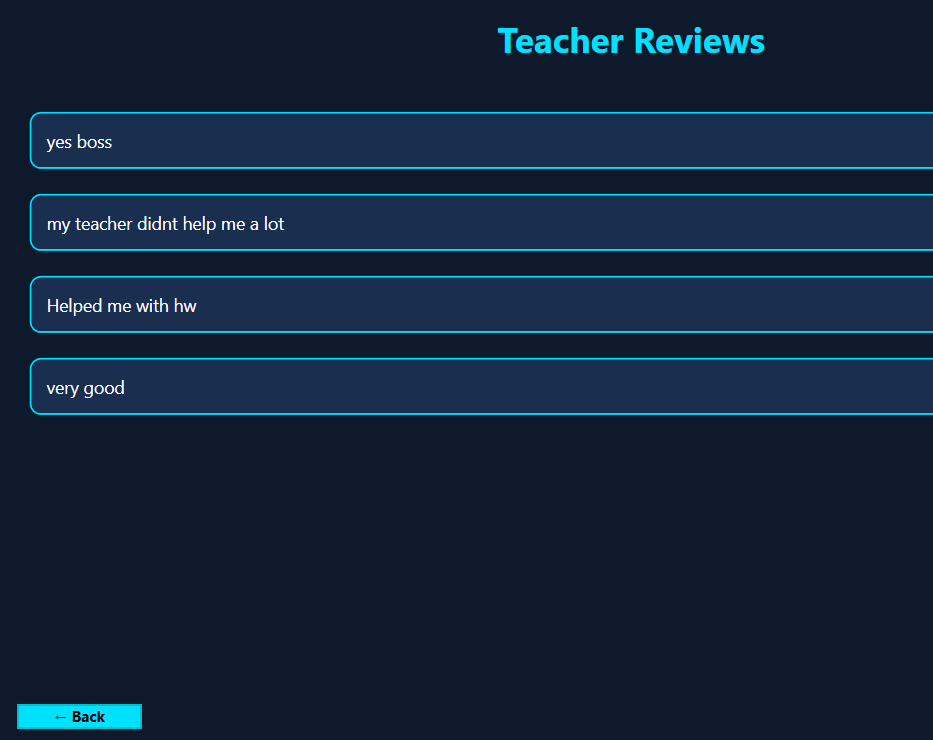 Teacher Reviews
yes boss
my teacher didnt help me a lot
Helped me with hw
very good
← Back